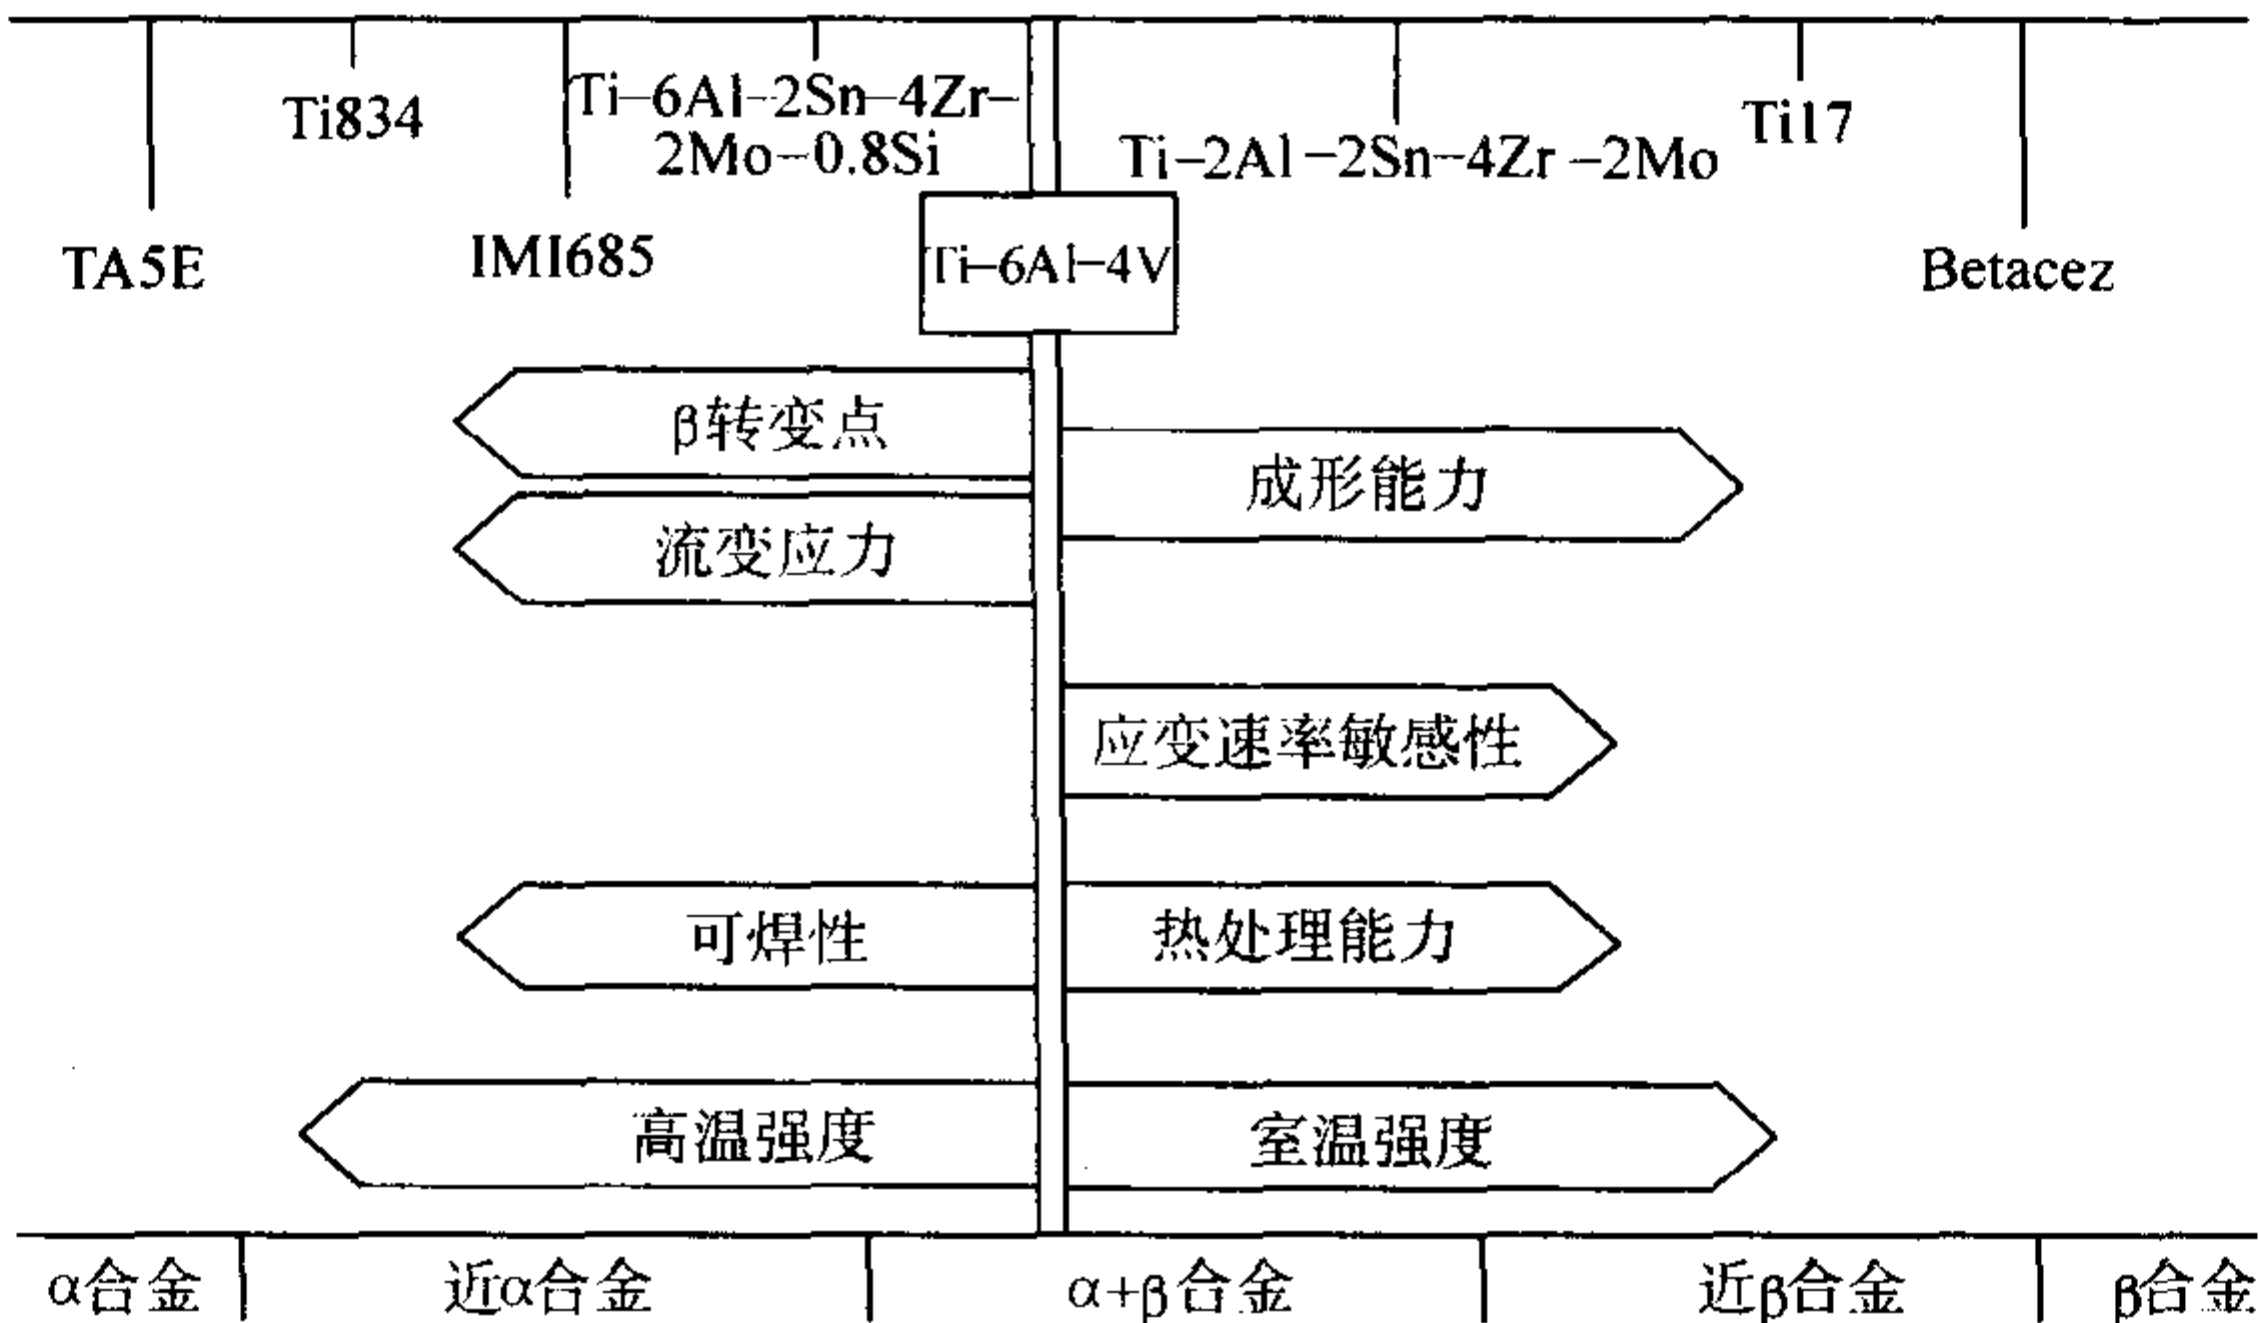 Ti834
Ti–6Al–2Sn–4Zr–
2Mo–0.8Si
Ti17
Ti–2Al–2Sn–4Zr–2Mo
TA5E
IMI685
Ti–6Al–4V
Betacez
β转变点
成形能力
流变应力
应变速率敏感性
可焊性
热处理能力
高温强度
室温强度
α合金
近α合金
α+β合金
近β合金
β合金